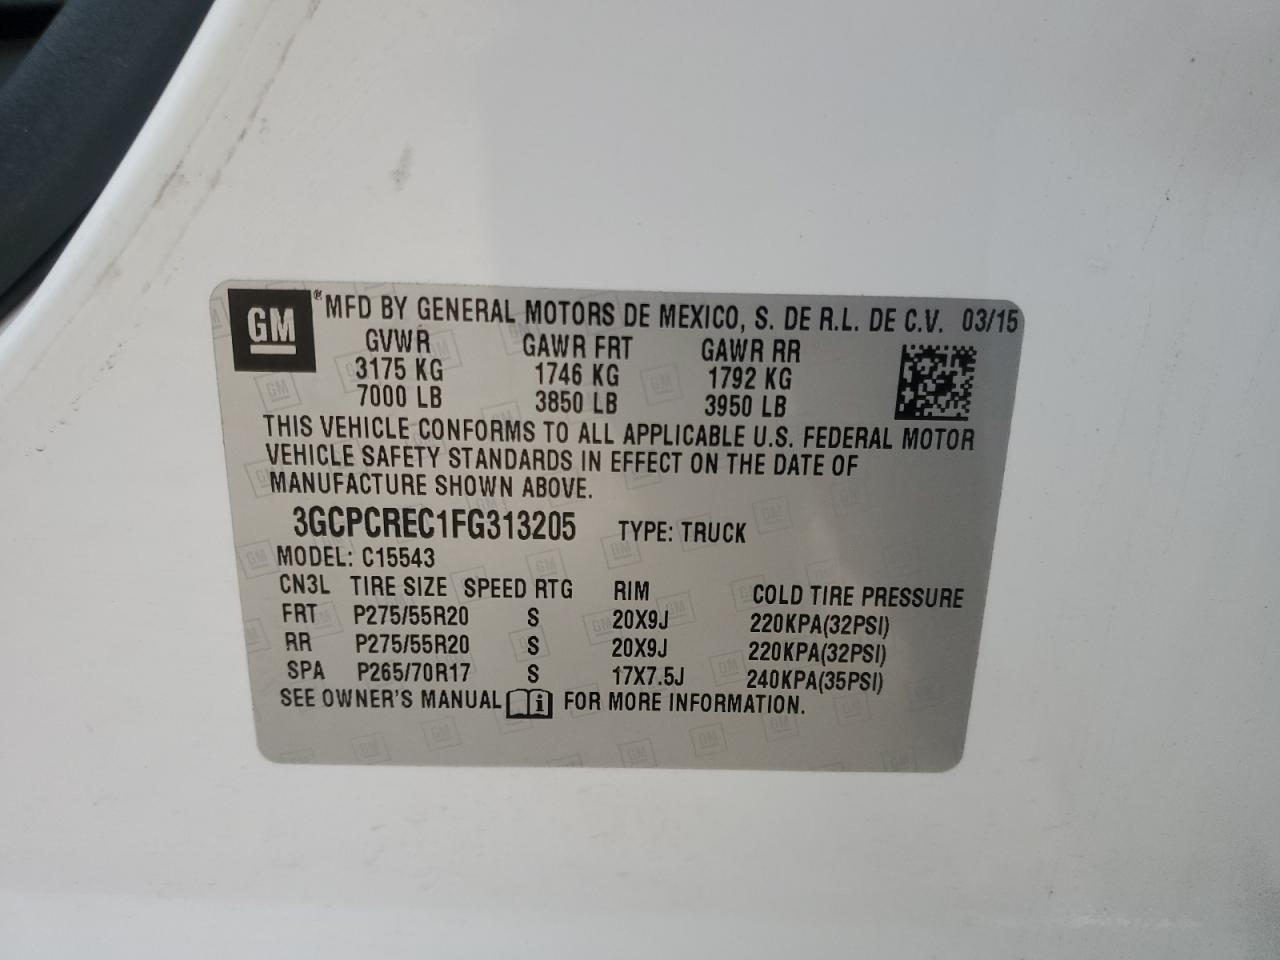 GM® MFD BY GENERAL MOTORS DE MEXICO, S. DE R.L. DE C.V. 03/15
GVWR GAWR FRT GAWR RR
3175 KG 1746 KG 1792 KG
7000 LB 3850 LB 3950 LB
THIS VEHICLE CONFORMS TO ALL APPLICABLE U.S. FEDERAL MOTOR
VEHICLE SAFETY STANDARDS IN EFFECT ON THE DATE OF
MANUFACTURE SHOWN ABOVE.
3GCPCREC1FG313205 TYPE: TRUCK
MODEL: C15543
CN3L TIRE SIZE SPEED RTG RIM COLD TIRE PRESSURE
FRT P275/55R20 S 20X9J 220KPA(32PSI)
RR P275/55R20 S 20X9J 220KPA(32PSI)
SPA P265/70R17 S 17X7.5J 240KPA(35PSI)
SEE OWNER'S MANUAL i FOR MORE INFORMATION.